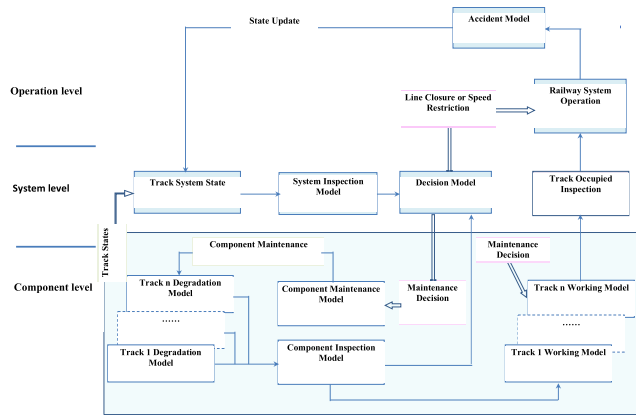 State Update
Accident Model
Operation level
Line Closure or Speed
Restriction
Railway System
Operation
System level
Track System State
System Inspection
Model
Decision Model
Track Occupied
Inspection
Track States
Component level
Component Maintenance
Maintenance
Decision
Track n Degradation
Model
Component Maintenance
Model
Maintenance
Decision
Track n Working Model
......
......
Track 1 Degradation
Model
Component Inspection
Model
Track 1 Working Model